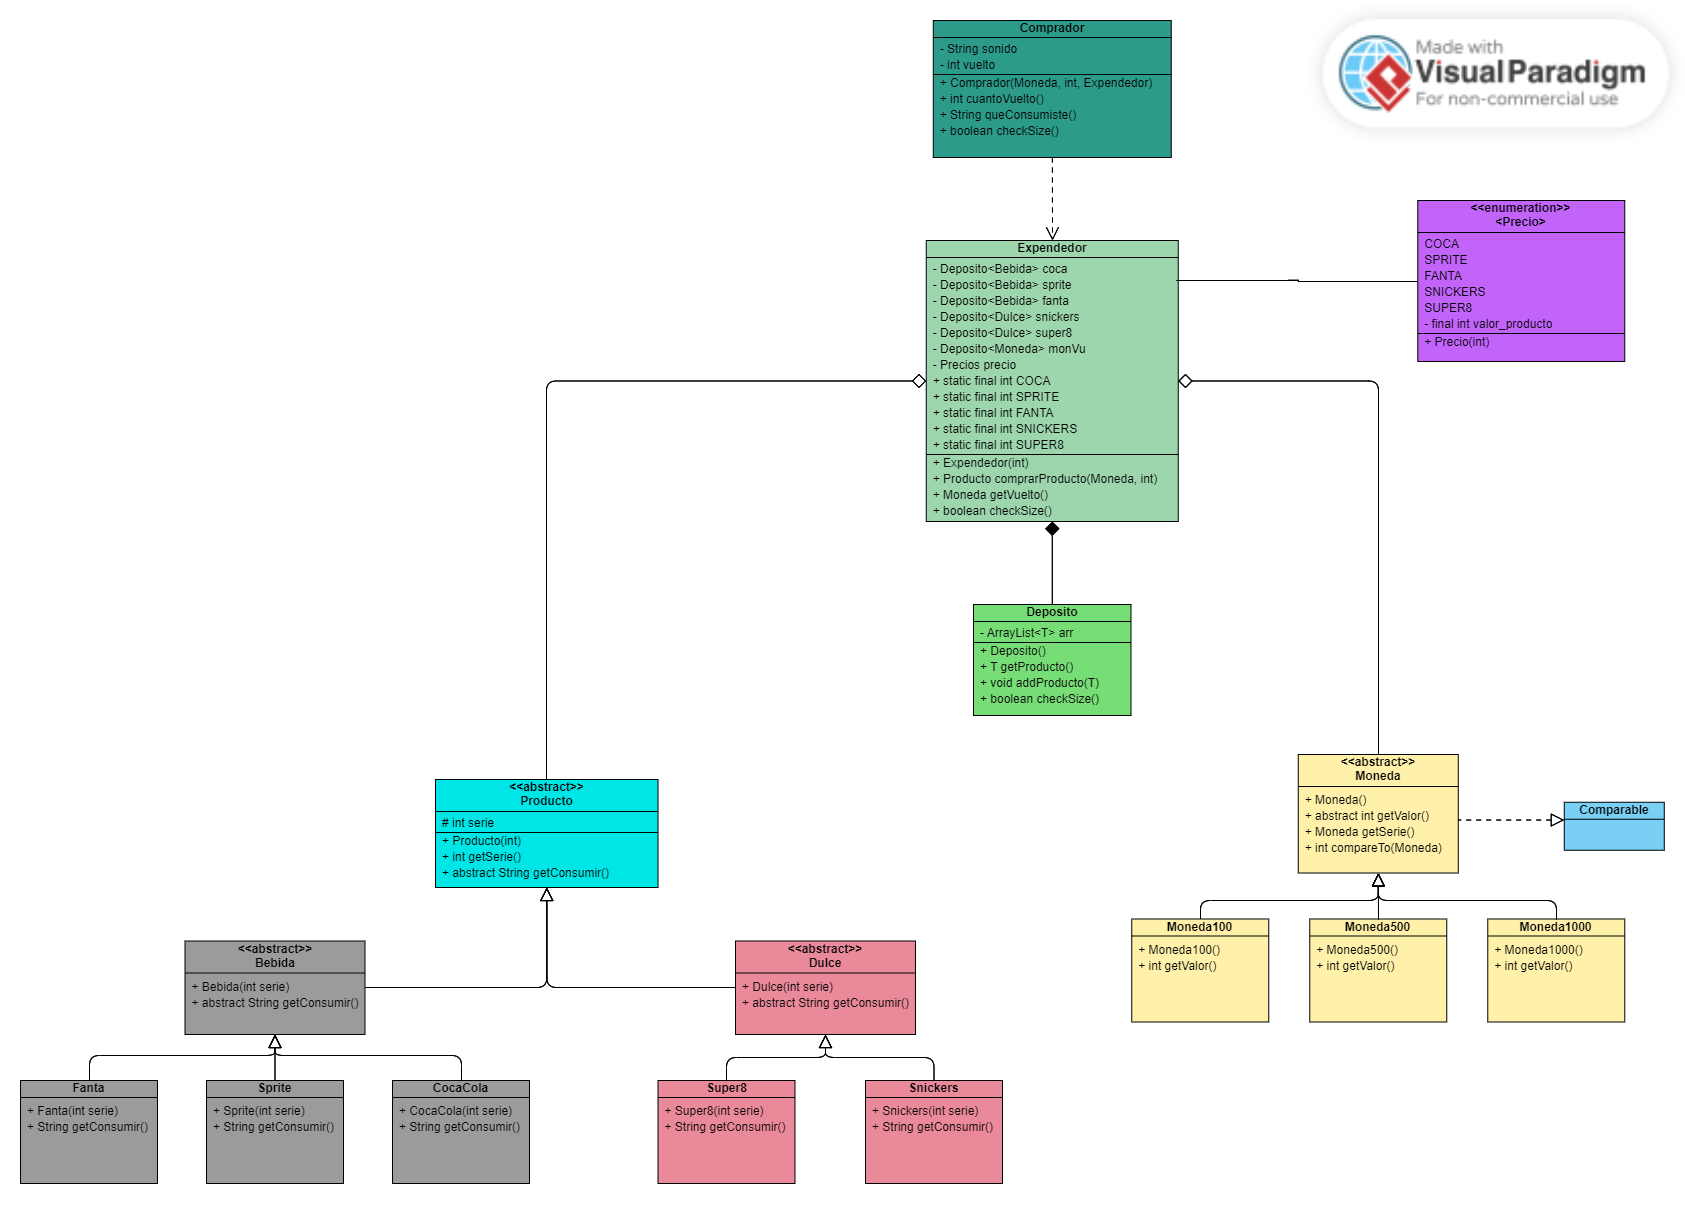 Comprador
- String sonido
- int vuelto
+ Comprador(Moneda, int, Expendedor)
+ int cuantoVuelto()
+ String queConsumiste()
+ boolean checkSize()
Made with
Visual Paradigm
For non-commercial use
<<enumeration>>
<Precio>
COCA
SPRITE
FANTA
SNICKERS
SUPER8
- final int valor_producto
+ Precio(int)
Expendedor
- Deposito<Bebida> coca
- Deposito<Bebida> sprite
- Deposito<Bebida> fanta
- Deposito<Dulce> snickers
- Deposito<Dulce> super8
- Deposito<Moneda> monVu
- Precios precio
+ static final int COCA
+ static final int SPRITE
+ static final int FANTA
+ static final int SNICKERS
+ static final int SUPER8
+ Expendedor(int)
+ Producto comprarProducto(Moneda, int)
+ Moneda getVuelto()
+ boolean checkSize()
Deposito
- ArrayList<T> arr
+ Deposito()
+ T getProducto()
+ void addProducto(T)
+ boolean checkSize()
<<abstract>>
Producto
# int serie
+ Producto(int)
+ int getSerie()
+ abstract String getConsumir()
<<abstract>>
Moneda
+ Moneda()
+ abstract int getValor()
+ Moneda getSerie()
+ int compareTo(Moneda)
Comparable
<<abstract>>
Bebida
+ Bebida(int serie)
+ abstract String getConsumir()
<<abstract>>
Dulce
+ Dulce(int serie)
+ abstract String getConsumir()
Moneda100
+ Moneda100()
+ int getValor()
Moneda500
+ Moneda500()
+ int getValor()
Moneda1000
+ Moneda1000()
+ int getValor()
Fanta
+ Fanta(int serie)
+ String getConsumir()
Sprite
+ Sprite(int serie)
+ String getConsumir()
CocaCola
+ CocaCola(int serie)
+ String getConsumir()
Super8
+ Super8(int serie)
+ String getConsumir()
Snickers
+ Snickers(int serie)
+ String getConsumir()